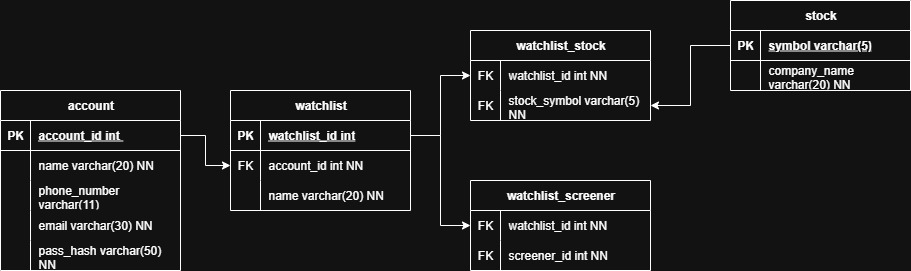 account
PK account_id int
name varchar(20) NN
phone_number
varchar(11)
email varchar(30) NN
pass_hash varchar(50)
NN
watchlist
PK watchlist_id int
FK account_id int NN
name varchar(20) NN
watchlist_stock
FK watchlist_id int NN
FK stock_symbol varchar(5)
NN
watchlist_screener
FK watchlist_id int NN
FK screener_id int NN
stock
PK symbol varchar(5)
company_name
varchar(20) NN